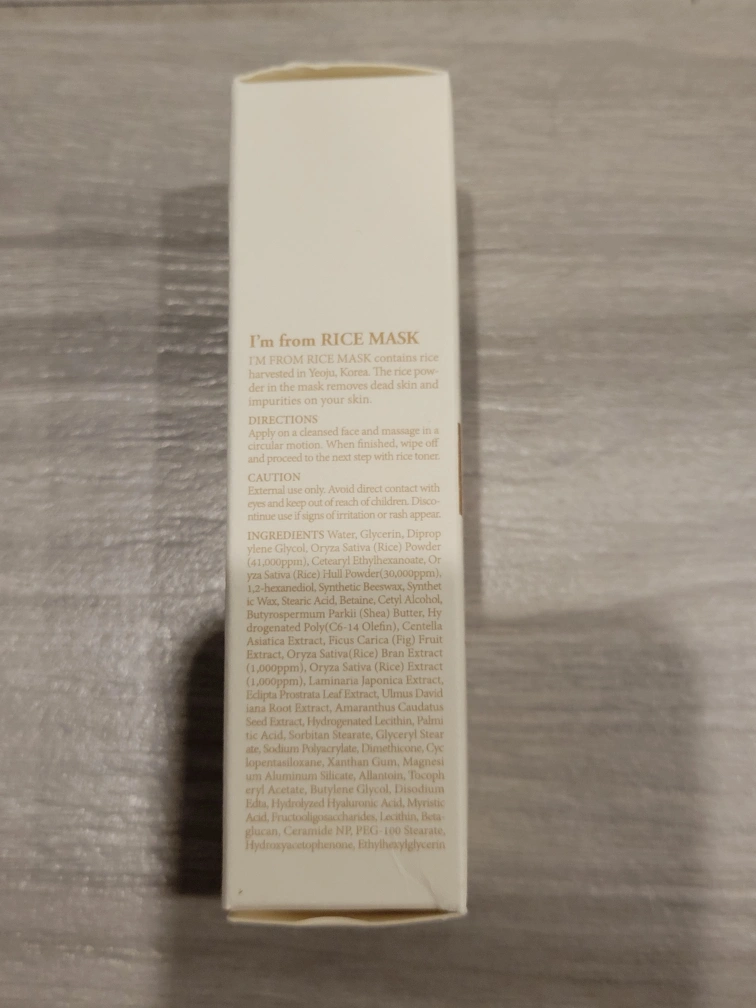 I'm from RICE MASK
I'M FROM RICE MASK contains rice
harvested in Yeoju, Korea. The rice pow-
der in the mask removes dead skin and
impurities on your skin.
DIRECTIONS
Apply on a cleansed face and massage in a
circular motion. When finished, wipe off
and proceed to the next step with rice toner.
CAUTION
External use only. Avoid direct contact with
eyes and keep out of reach of children. Disco-
ntinue use if signs of irritation or rash appear.
INGREDIENTS Water, Glycerin, Diprop
ylene Glycol, Oryza Sativa (Rice) Powder
(41,000ppm), Cetearyl Ethylhexanoate, Or
yza Sativa (Rice) Hull Powder(30,000ppm),
1,2-hexanediol, Synthetic Beeswax, Synthet
ic Wax, Stearic Acid, Betaine, Cetyl Alcohol,
Butyrospermum Parkii (Shea) Butter, Hy
drogenated Poly(C6-14 Olefin), Centella
Asiatica Extract, Ficus Carica (Fig) Fruit
Extract, Oryza Sativa(Rice) Bran Extract
(1,000ppm), Oryza Sativa (Rice) Extract
(1,000ppm), Laminaria Japonica Extract,
Eclipta Prostrata Leaf Extract, Ulmus David
iana Root Extract, Amaranthus Caudatus
Seed Extract, Hydrogenated Lecithin, Palmi
tic Acid, Sorbitan Stearate, Glyceryl Stear
ate, Sodium Polyacrylate, Dimethicone, Cyc
lopentasiloxane, Xanthan Gum, Magnesi
um Aluminum Silicate, Allantoin, Tocoph
eryl Acetate, Butylene Glycol, Disodium
Edta, Hydrolyzed Hyaluronic Acid, Myristic
Acid, Fructooligosaccharides, Lecithin, Beta-
glucan, Ceramide NP, PEG-100 Stearate,
Hydroxyacetophenone, Ethylhexylglycerin